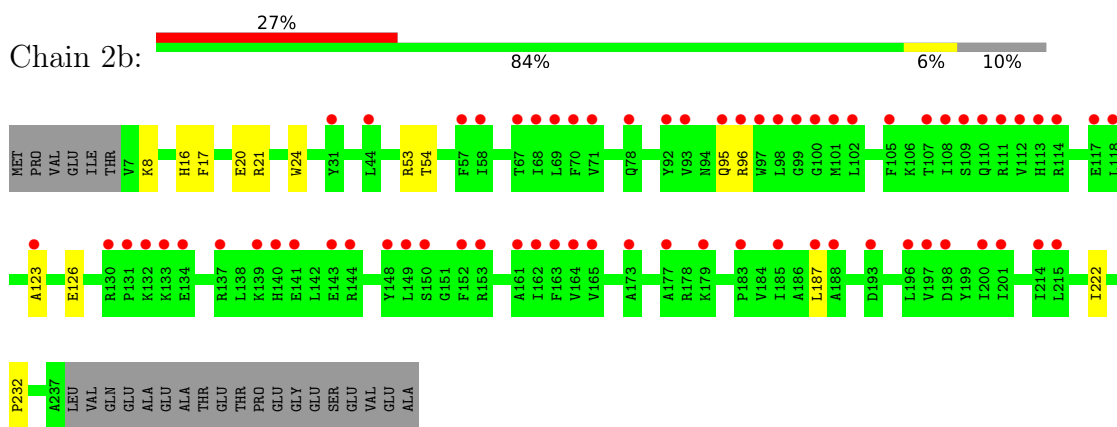 27%
Chain 2b:
84% 6% 10%
MET PRO VAL GLU ILE THR V7 K8 H16 F17 E20 R21 W24 Y31 L44 R53 T54 F57 I58 T67 I68 L69 F70 V71 Q78 Y92 V93 N94 Q95 R96 W97 L98 G99 G100 M101 L102 F105 K106 T107 I108 S109 Q110 R111 V112 H113 R114 E117 L118
A123 E126 R130 P131 K132 K133 E134 R137 L138 K139 H140 E141 L142 E143 R144 Y148 L149 S150 F152 R153 A161 I162 F163 V164 V165 A173 A177 R178 K179 P183 V184 I185 A186 L187 A188 D193 L196 V197 D198 Y199 I200 I201 I214 L215 I222
P232 A237 LEU VAL GLN GLU ALA GLU ALA THR GLU THR PRO GLU GLY GLU SER GLU VAL GLU ALA